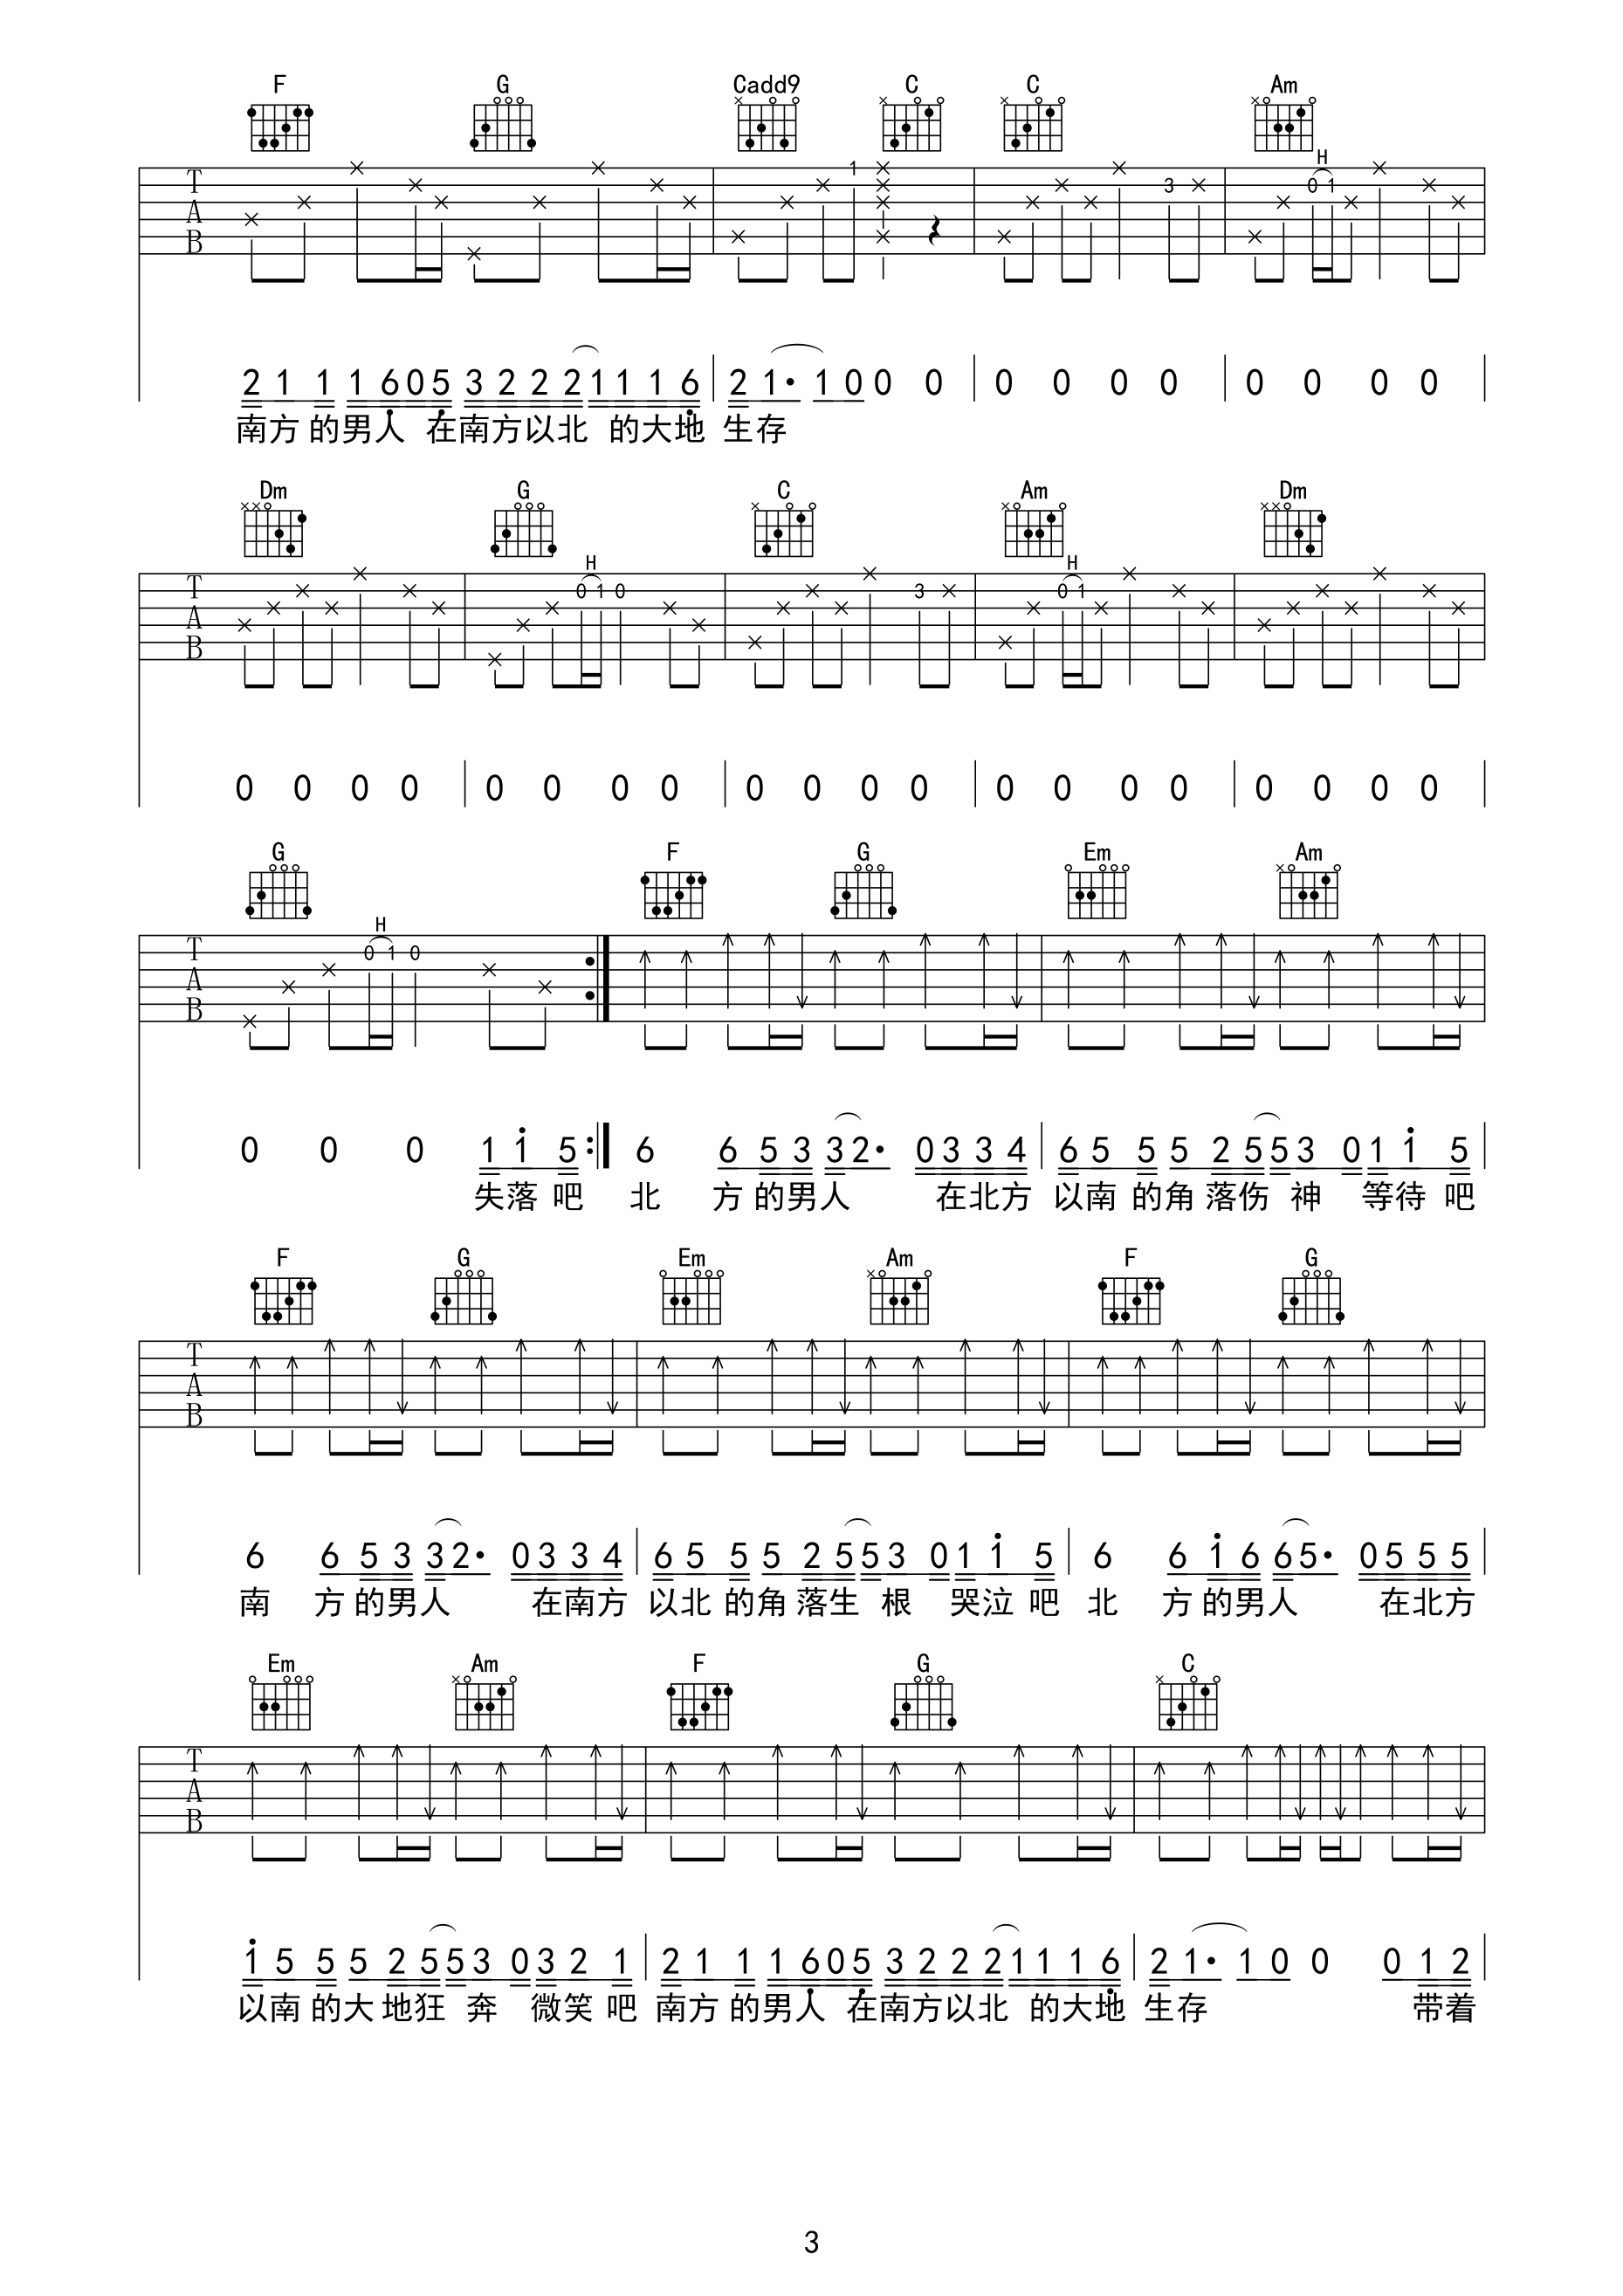 F G Cadd9 C C Am
H
T A B 1 3 0 1
2 1 1 1 6 0 5 3 2 2 2 1 1 1 6 2 1· 1 0 0 0 0 0 0 0 0 0 0 0
南方 的男人 在南方以北 的大地 生存
Dm G C Am Dm
H H
T A B 0 1 0 3 0 1
0 0 0 0 0 0 0 0 0 0 0 0 0 0 0 0 0 0 0 0
G F G Em Am
H
T A B 0 1 0
0 0 0 1 1 5 6 6 5 3 3 2· 0 3 3 4 6 5 5 5 2 5 5 3 0 1 1 5
失落 吧 北 方 的男人 在北方 以南 的角 落伤 神 等待 吧
F G Em Am F G
T A B
6 6 5 3 3 2· 0 3 3 4 6 5 5 5 2 5 5 3 0 1 1 5 6 6 1 6 6 5· 0 5 5 5
南 方 的男人 在南方 以北 的角 落生 根 哭泣 吧 北 方 的男人 在北方
Em Am F G C
T A B
1 5 5 5 2 5 5 3 0 3 2 1 2 1 1 1 6 0 5 3 2 2 2 1 1 1 6 2 1· 1 0 0 0 1 2
以南 的大 地狂 奔 微笑 吧 南方 的男人 在南方以北 的大地 生存 带着
3